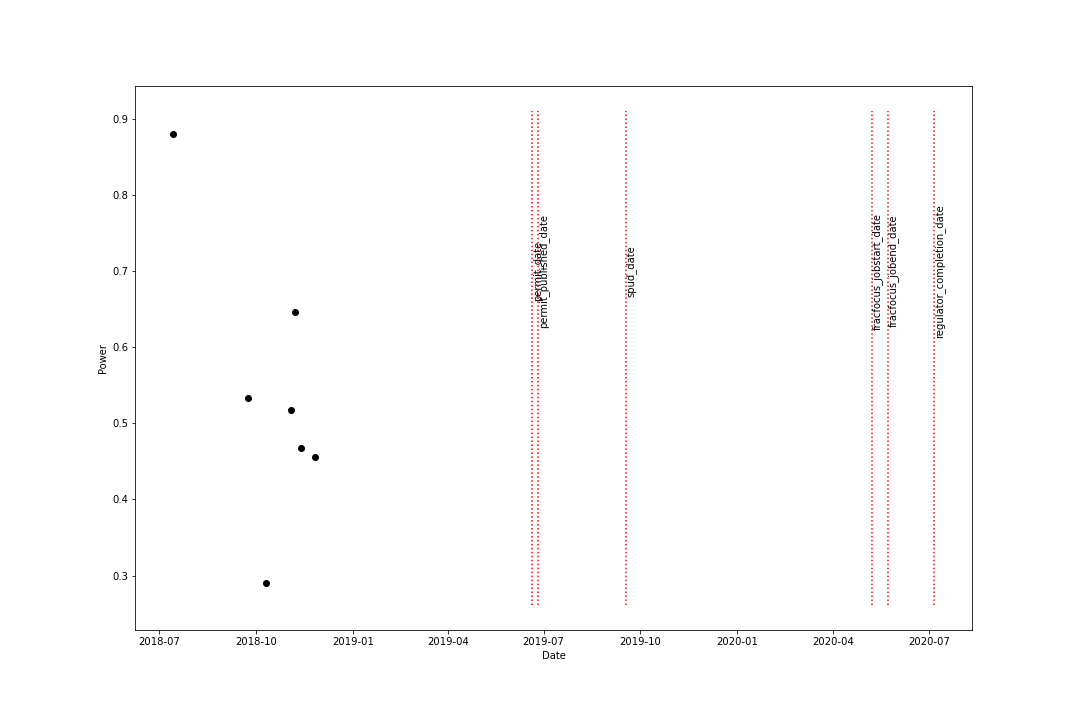 0.9
0.8
0.7
0.6
0.5
0.4
0.3
Power
permit_date
permit_published_date
spud_date
fracfocus_jobstart_date
fracfocus_jobend_date
regulator_completion_date
2018-07 2018-10 2019-01 2019-04 2019-07 2019-10 2020-01 2020-04 2020-07
Date